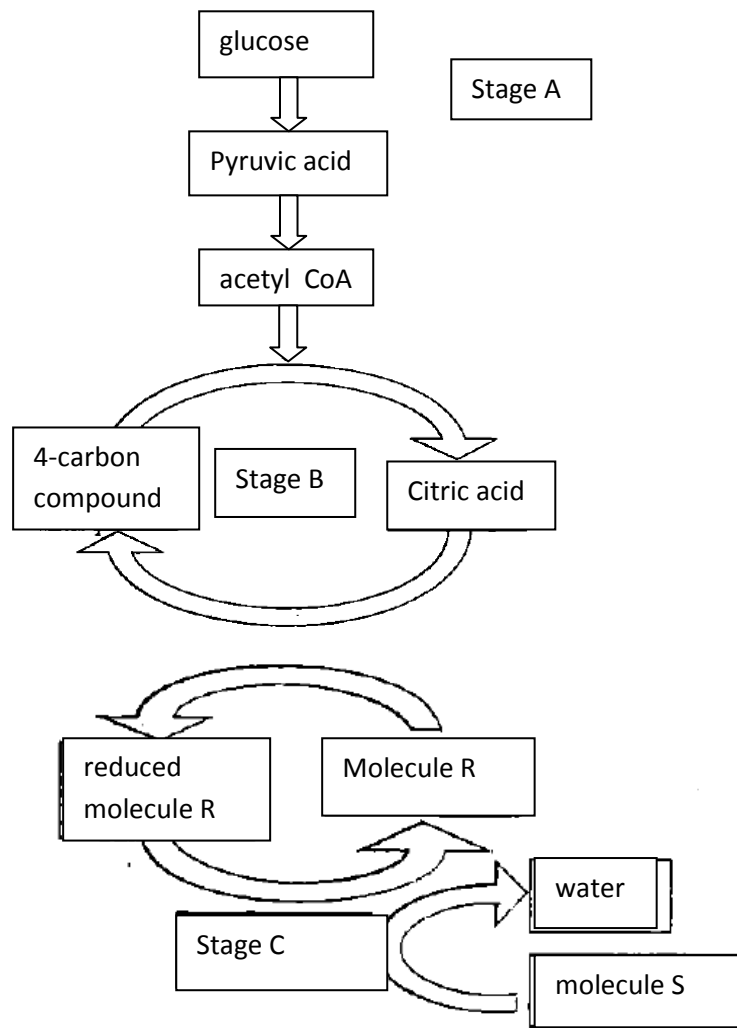 glucose
Stage A
Pyruvic acid
acetyl CoA
4-carbon
compound
Stage B
Citric acid
reduced
molecule R
Molecule R
water
Stage C
molecule S